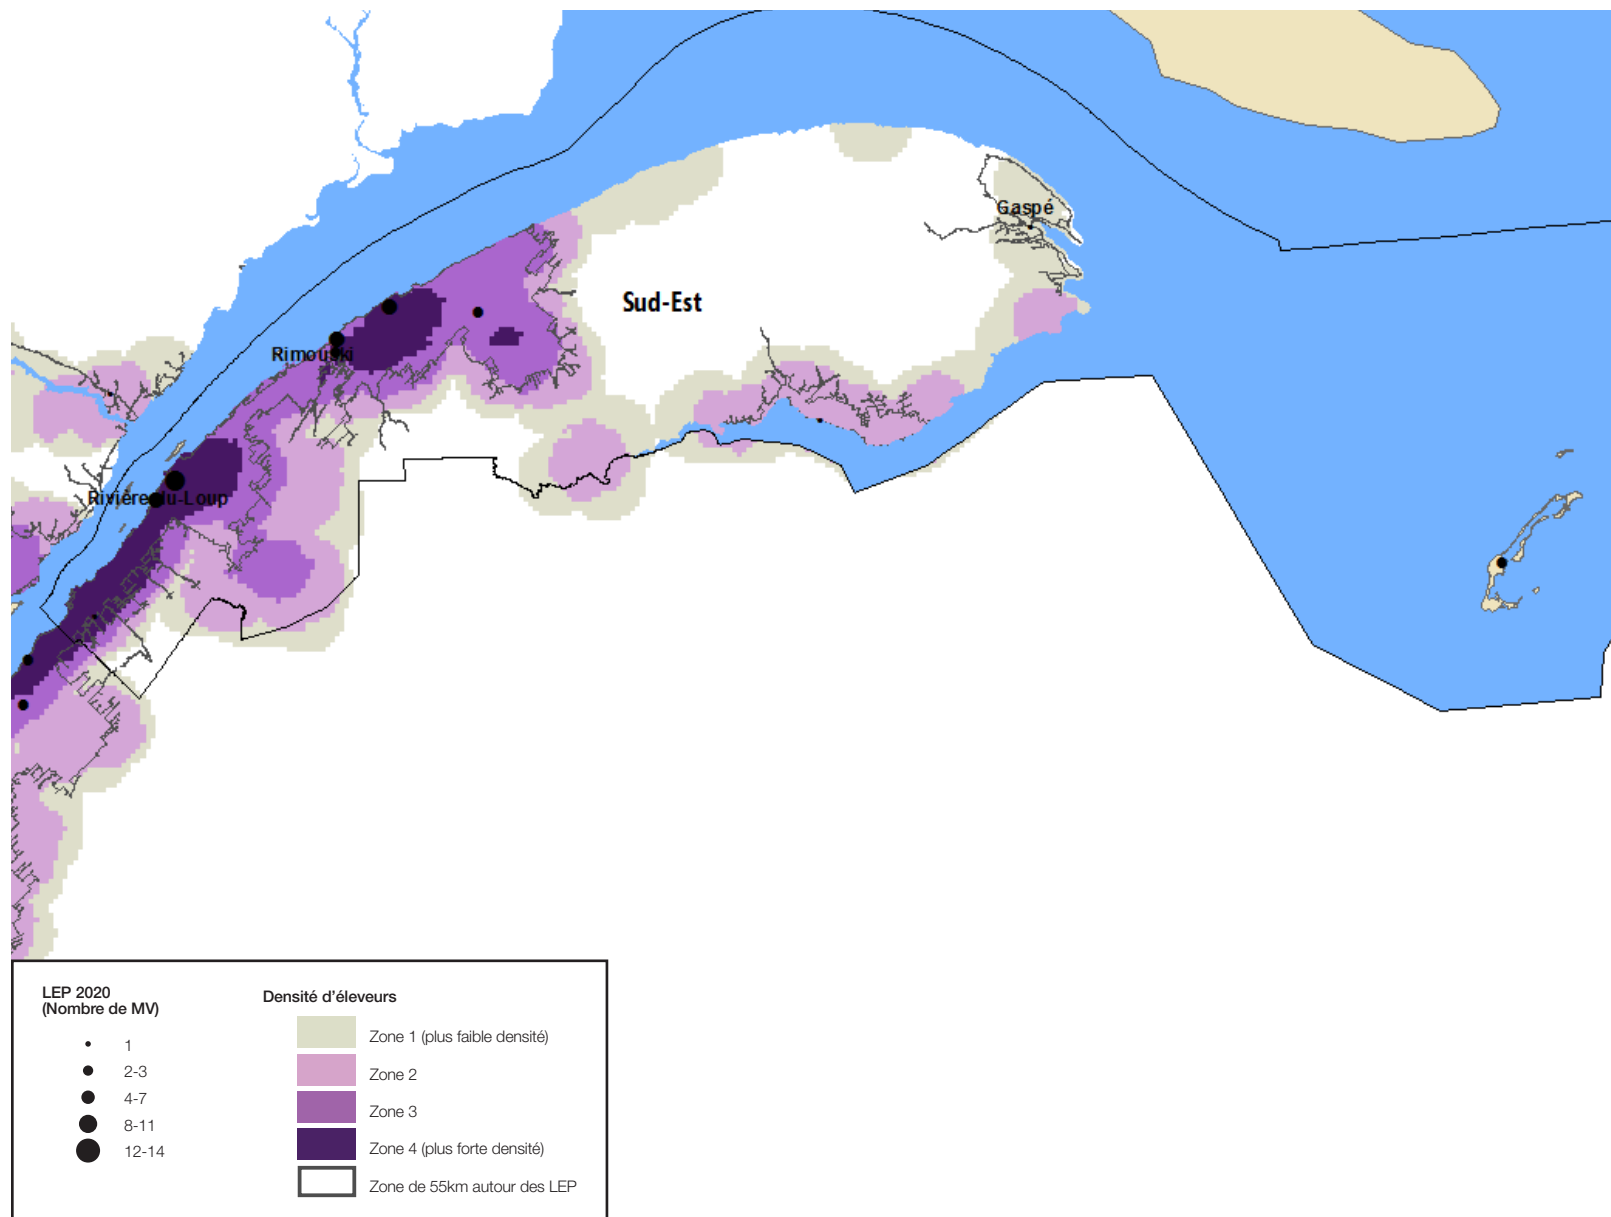 Gaspé
Sud-Est
Rimouski
Rivière-du-Loup
LEP 2020
(Nombre de MV)
1
2-3
4-7
8-11
12-14
Densité d'éleveurs
Zone 1 (plus faible densité)
Zone 2
Zone 3
Zone 4 (plus forte densité)
Zone de 55km autour des LEP